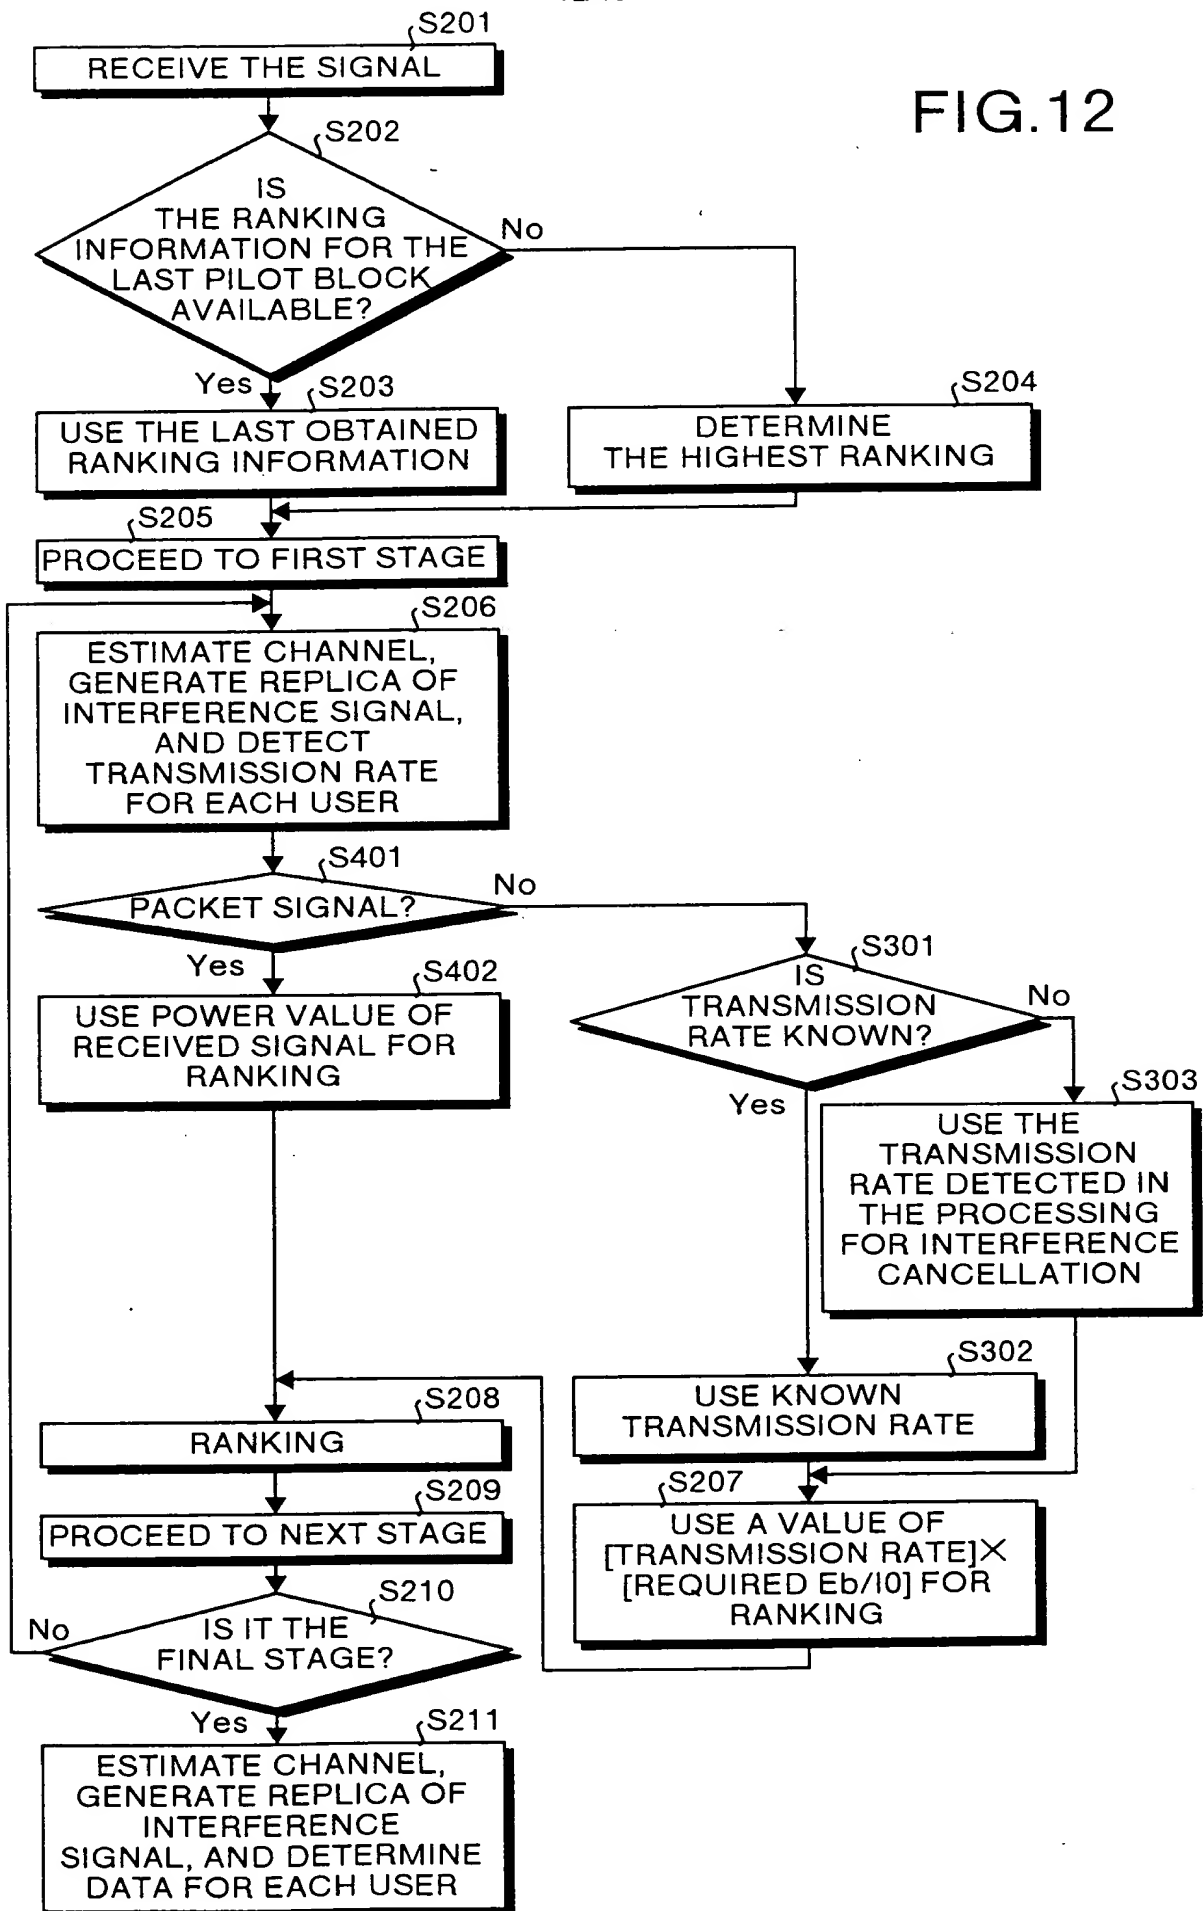 FIG.12
S201
RECEIVE THE SIGNAL
S202
IS
THE RANKING
INFORMATION FOR THE
LAST PILOT BLOCK
AVAILABLE?
No
Yes
S203
USE THE LAST OBTAINED
RANKING INFORMATION
S204
DETERMINE
THE HIGHEST RANKING
S205
PROCEED TO FIRST STAGE
S206
ESTIMATE CHANNEL,
GENERATE REPLICA OF
INTERFERENCE SIGNAL,
AND DETECT
TRANSMISSION RATE
FOR EACH USER
S401
PACKET SIGNAL?
No
Yes
S402
USE POWER VALUE OF
RECEIVED SIGNAL FOR
RANKING
S301
IS
TRANSMISSION
RATE KNOWN?
No
Yes
S303
USE THE
TRANSMISSION
RATE DETECTED IN
THE PROCESSING
FOR INTERFERENCE
CANCELLATION
S302
USE KNOWN
TRANSMISSION RATE
S207
USE A VALUE OF
[TRANSMISSION RATE]×
[REQUIRED Eb/I0] FOR
RANKING
S208
RANKING
S209
PROCEED TO NEXT STAGE
S210
IS IT THE
FINAL STAGE?
No
Yes
S211
ESTIMATE CHANNEL,
GENERATE REPLICA OF
INTERFERENCE
SIGNAL, AND DETERMINE
DATA FOR EACH USER